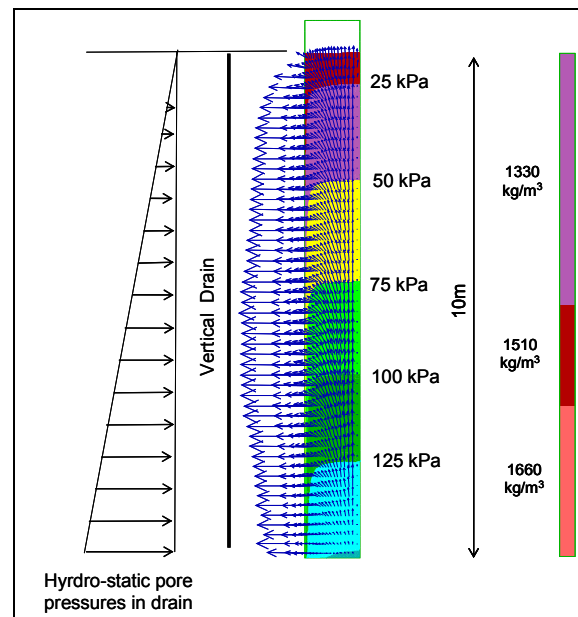 25 kPa
50 kPa
75 kPa
100 kPa
125 kPa
Vertical Drain
10m
1330
kg/m³
1510
kg/m³
1660
kg/m³
Hyrdro-static pore
pressures in drain